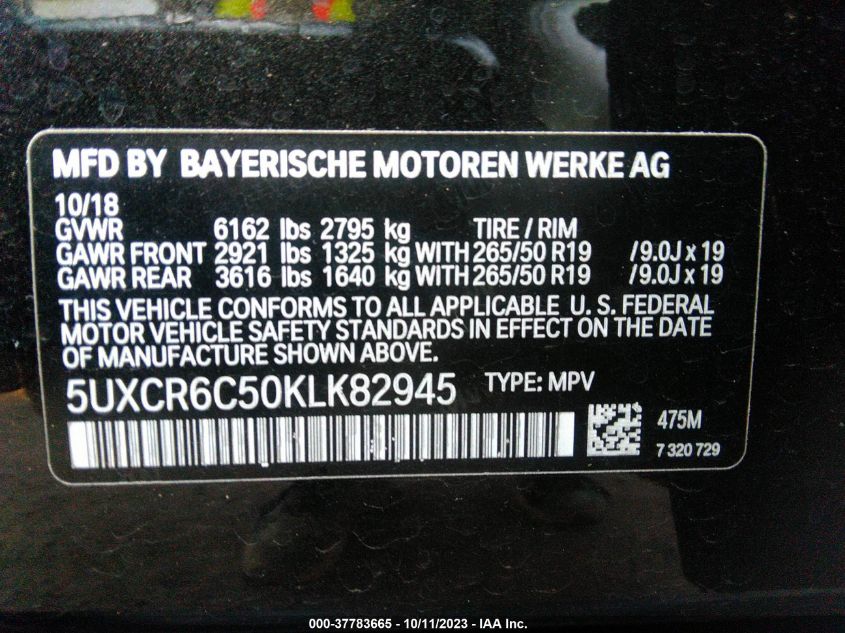 MFD BY BAYERISCHE MOTOREN WERKE AG
10/18
GVWR 6162 lbs 2795 kg TIRE / RIM
GAWR FRONT 2921 lbs 1325 kg WITH 265/50 R19 /9.0J x 19
GAWR REAR 3616 lbs 1640 kg WITH 265/50 R19 /9.0J x 19
THIS VEHICLE CONFORMS TO ALL APPLICABLE U. S. FEDERAL
MOTOR VEHICLE SAFETY STANDARDS IN EFFECT ON THE DATE
OF MANUFACTURE SHOWN ABOVE.
5UXCR6C50KLK82945 TYPE: MPV
475M
7 320 729
000-37783665 - 10/11/2023 - IAA Inc.